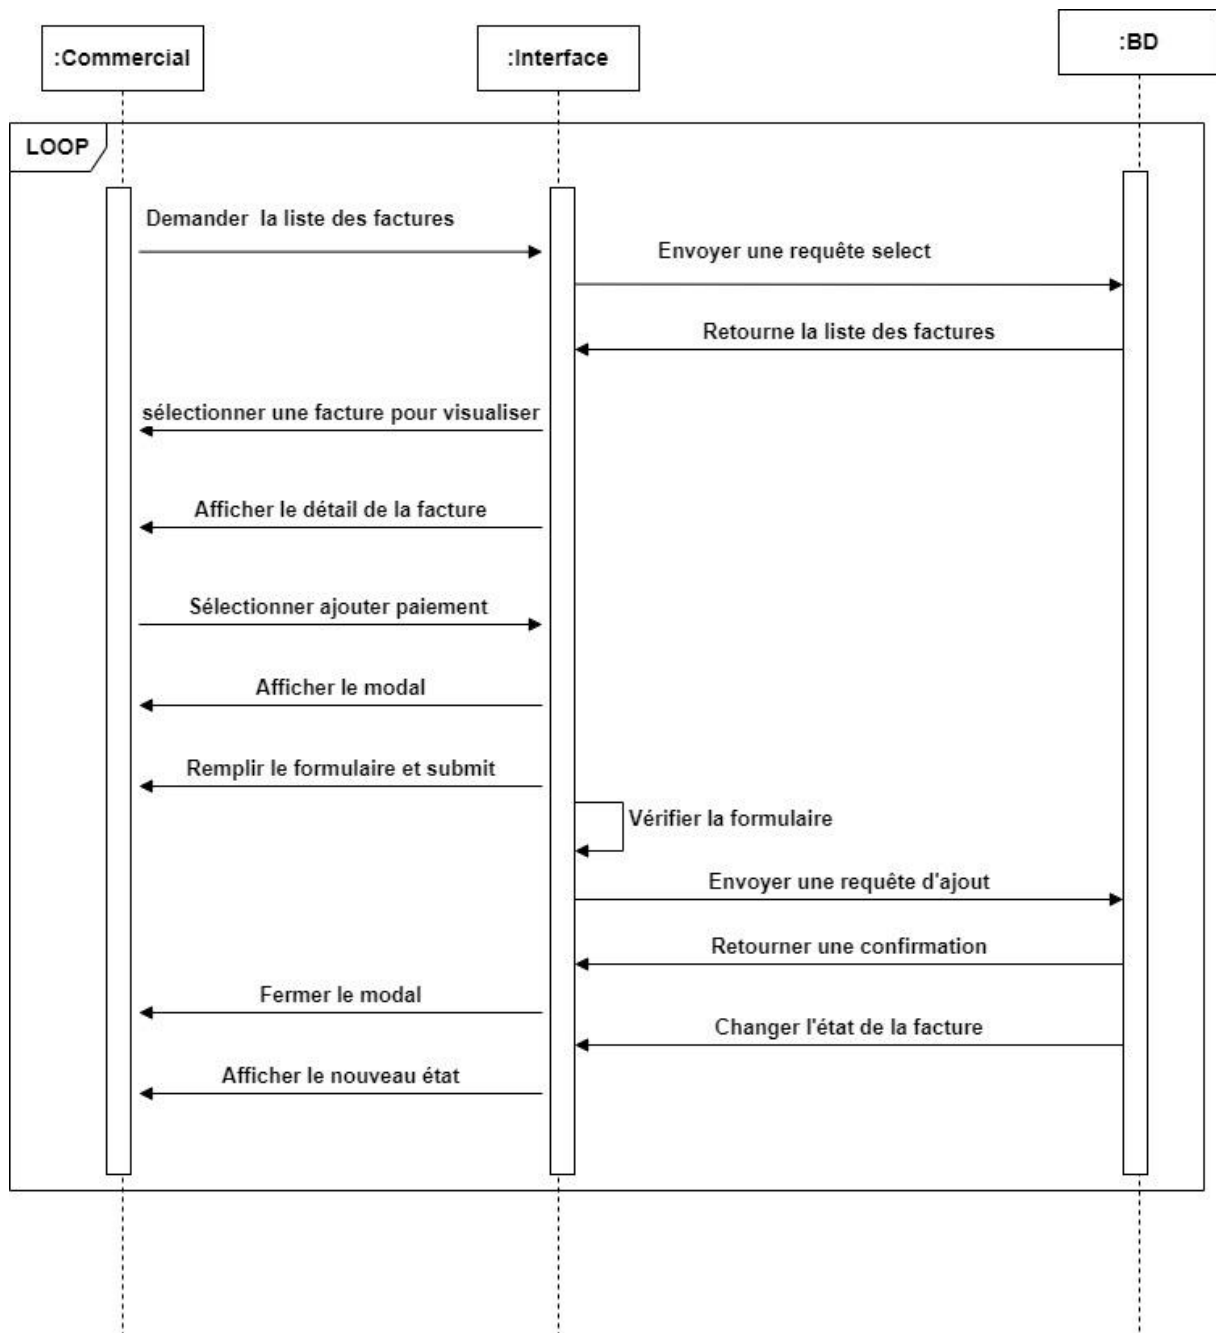 :Commercial
:Interface
:BD
LOOP
Demander la liste des factures
Envoyer une requête select
Retourne la liste des factures
sélectionner une facture pour visualiser
Afficher le détail de la facture
Sélectionner ajouter paiement
Afficher le modal
Remplir le formulaire et submit
Vérifier la formulaire
Envoyer une requête d'ajout
Retourner une confirmation
Fermer le modal
Changer l'état de la facture
Afficher le nouveau état